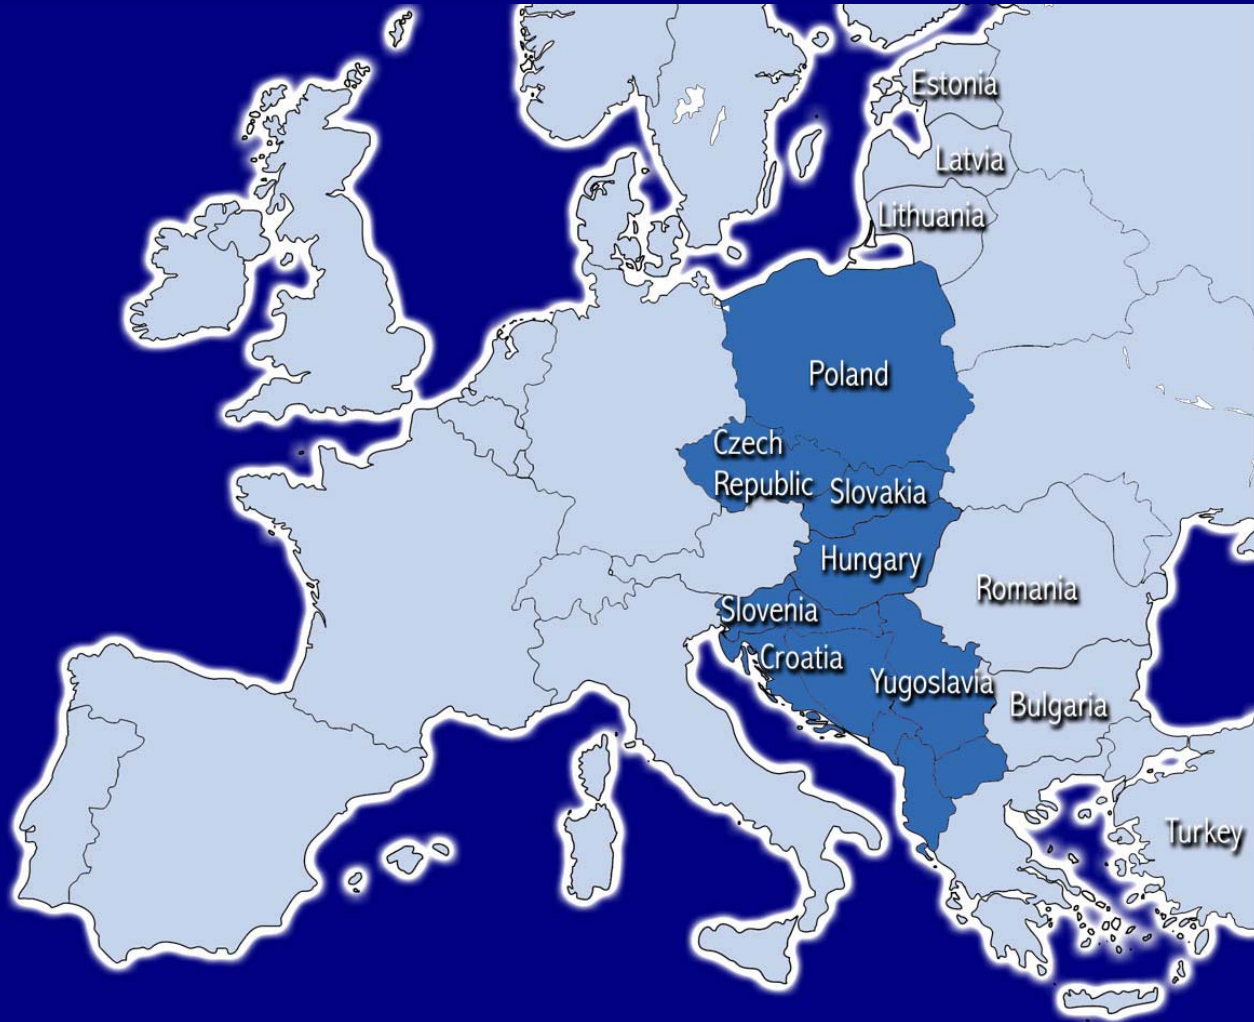 Estonia
Latvia
Lithuania
Poland
Czech
Republic
Slovakia
Hungary
Romania
Slovenia
Croatia
Yugoslavia
Bulgaria
Turkey